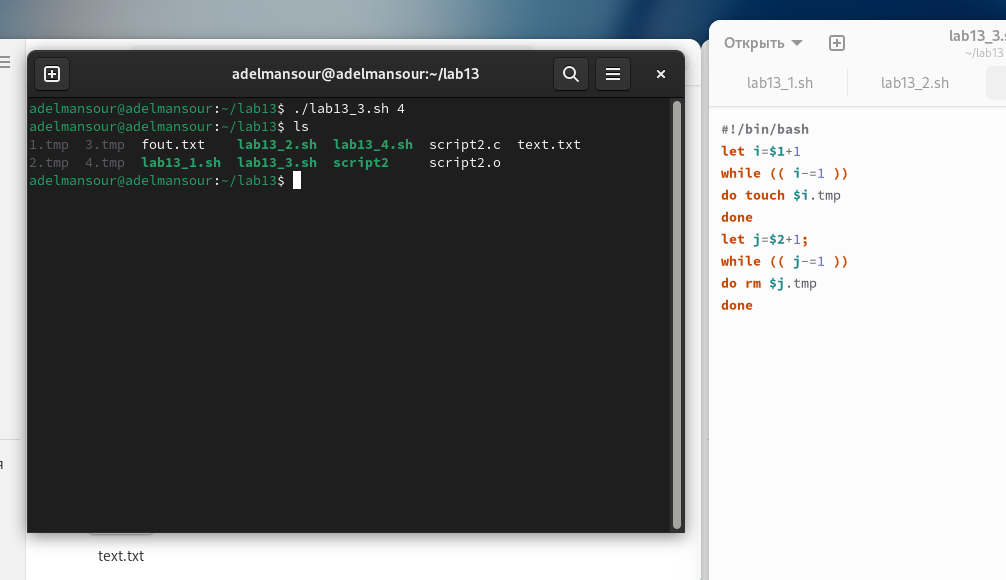 adelmansour@adelmansour:~/lab13
adelmansour@adelmansour:~/lab13$ ./lab13_3.sh 4
adelmansour@adelmansour:~/lab13$ ls
1.tmp 3.tmp fout.txt lab13_2.sh lab13_4.sh script2.c text.txt
2.tmp 4.tmp lab13_1.sh lab13_3.sh script2 script2.o
adelmansour@adelmansour:~/lab13$
я
text.txt
Открыть
lab13_3.s
~/lab13
lab13_1.sh lab13_2.sh
#!/bin/bash
let i=$1+1
while (( i-=1 ))
do touch $i.tmp
done
let j=$2+1;
while (( j-=1 ))
do rm $j.tmp
done